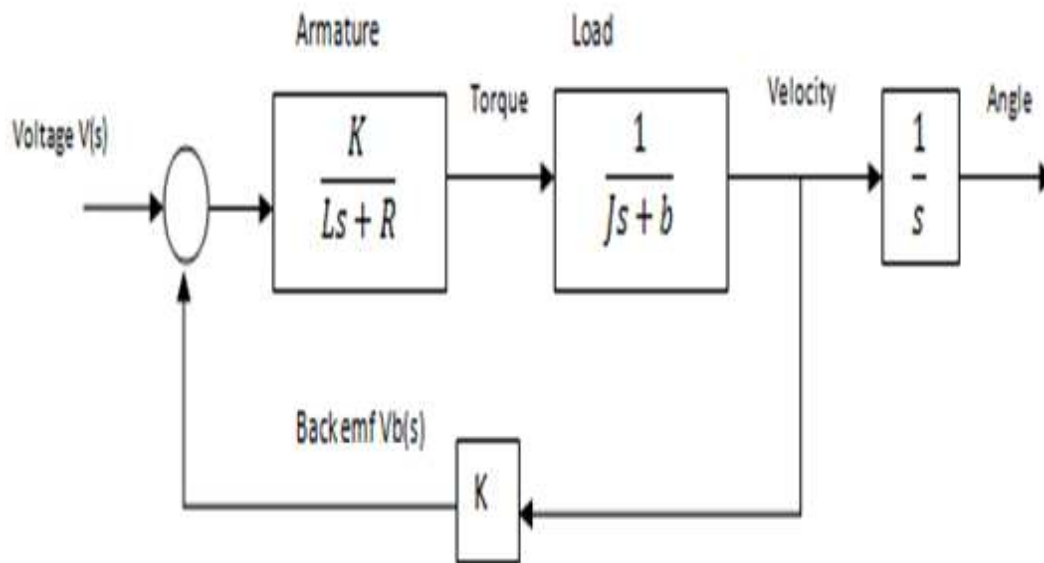 Armature
Load
Voltage V(s)
Torque
Velocity
Angle
K
Ls + R
1
Js + b
1
s
Back emf Vb(s)
K